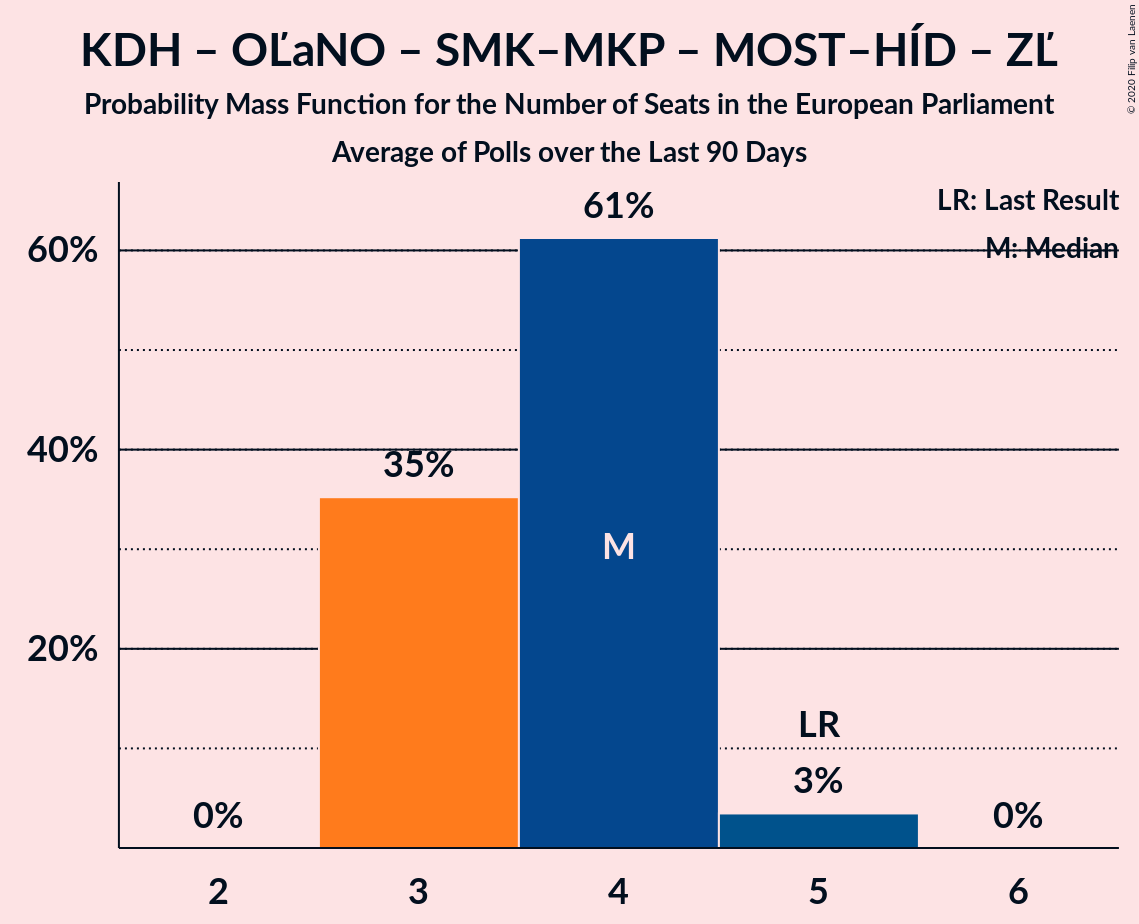 KDH – OĽaNO – SMK–MKP – MOST–HÍD – ZĽ
Probability Mass Function for the Number of Seats in the European Parliament
Average of Polls over the Last 90 Days
© 2020 Filip van Laenen
LR: Last Result
M: Median
61%
60%
40%
35%
M
20%
LR
3%
0%
0%
2 3 4 5 6